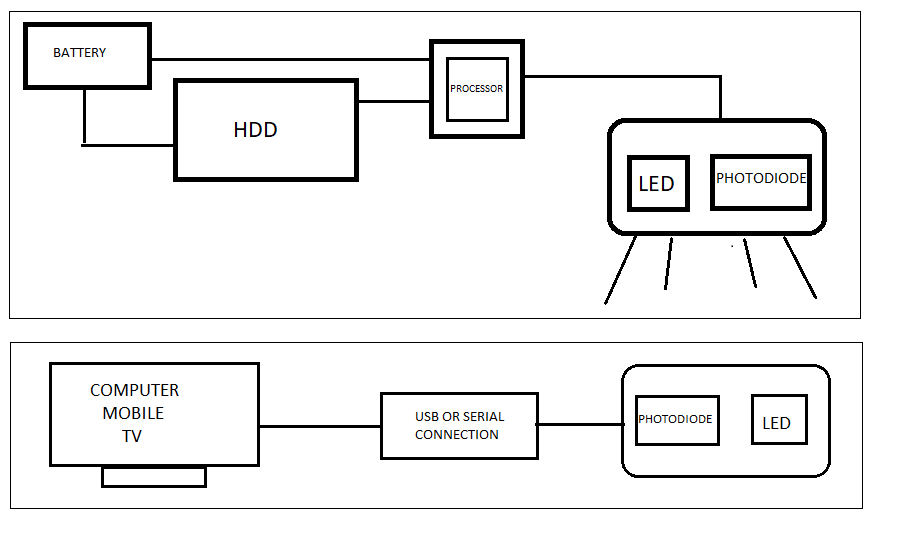 BATTERY
HDD
PROCESSOR
LED
PHOTODIODE
COMPUTER
MOBILE
TV
USB OR SERIAL
CONNECTION
PHOTODIODE
LED